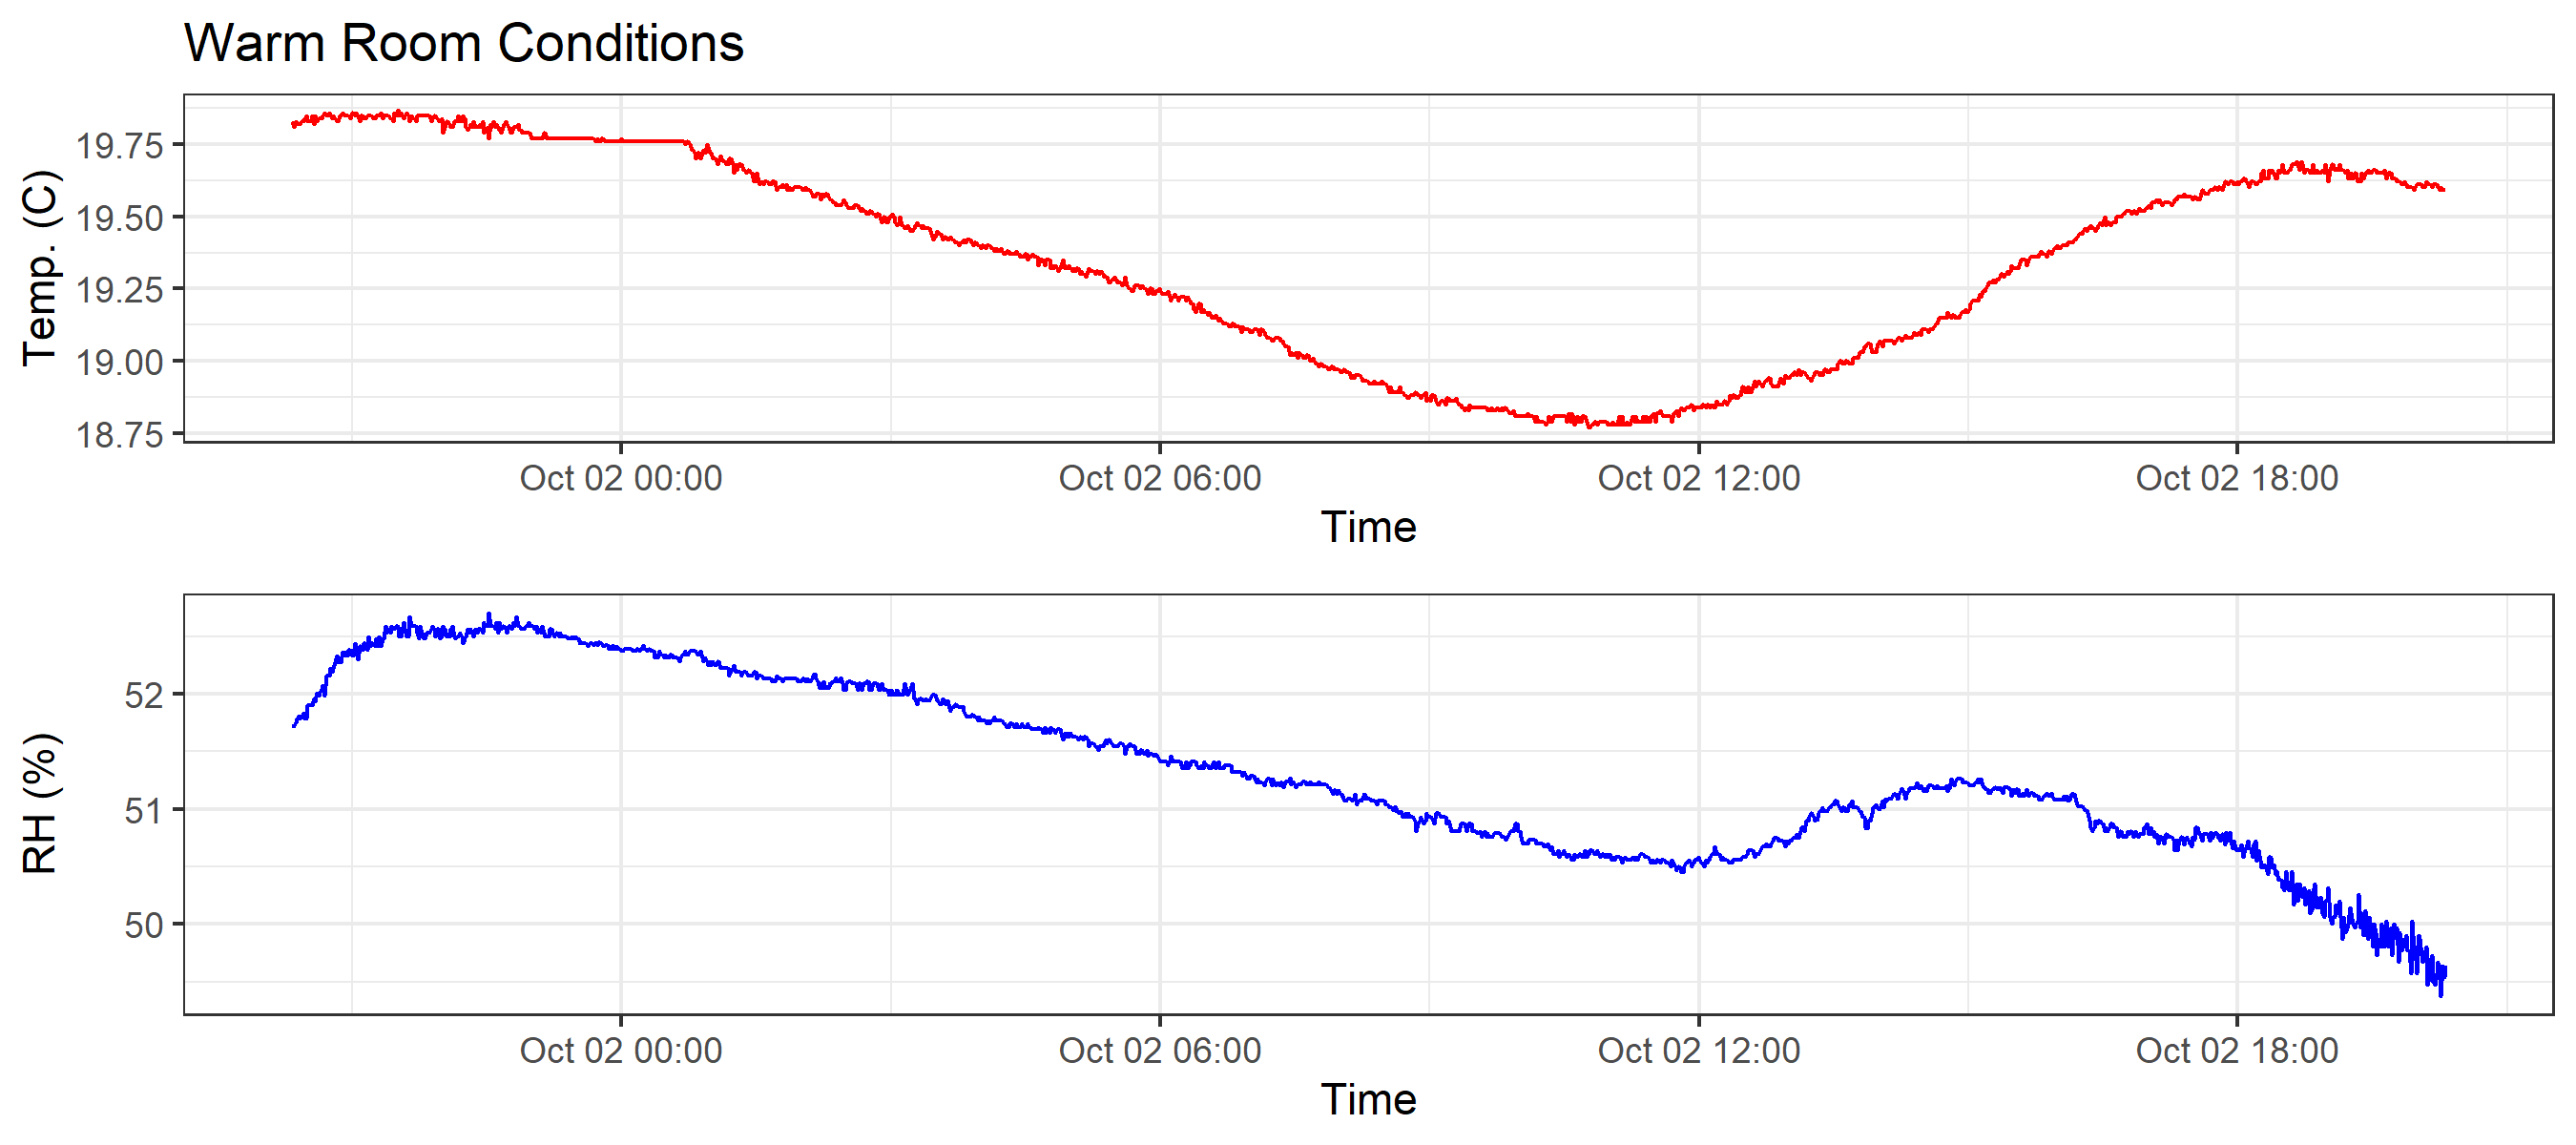 Warm Room Conditions
Temp. (C)
19.75
19.50
19.25
19.00
18.75
Oct 02 00:00 Oct 02 06:00 Oct 02 12:00 Oct 02 18:00
Time
RH (%)
52
51
50
Oct 02 00:00 Oct 02 06:00 Oct 02 12:00 Oct 02 18:00
Time